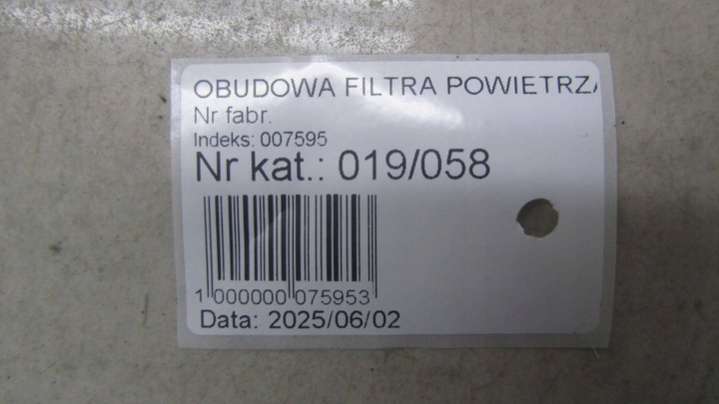 OBUDOWA FILTRA POWIETRZA
Nr fabr.
Indeks: 007595
Nr kat.: 019/058
1 000000 075953
Data: 2025/06/02